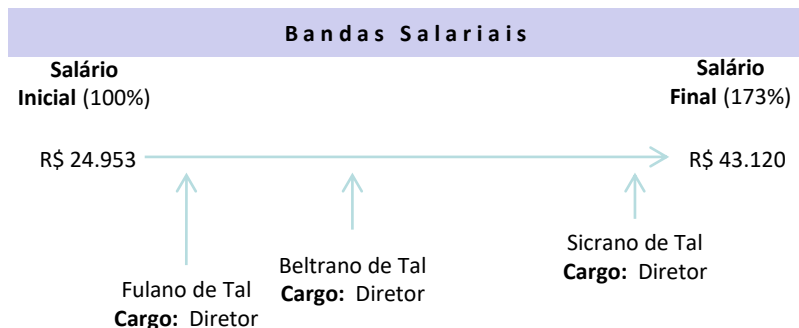 Bandas Salariais
Salário
Inicial (100%)
Salário
Final (173%)
R$ 24.953
R$ 43.120
Fulano de Tal
Cargo: Diretor
Beltrano de Tal
Cargo: Diretor
Sicrano de Tal
Cargo: Diretor